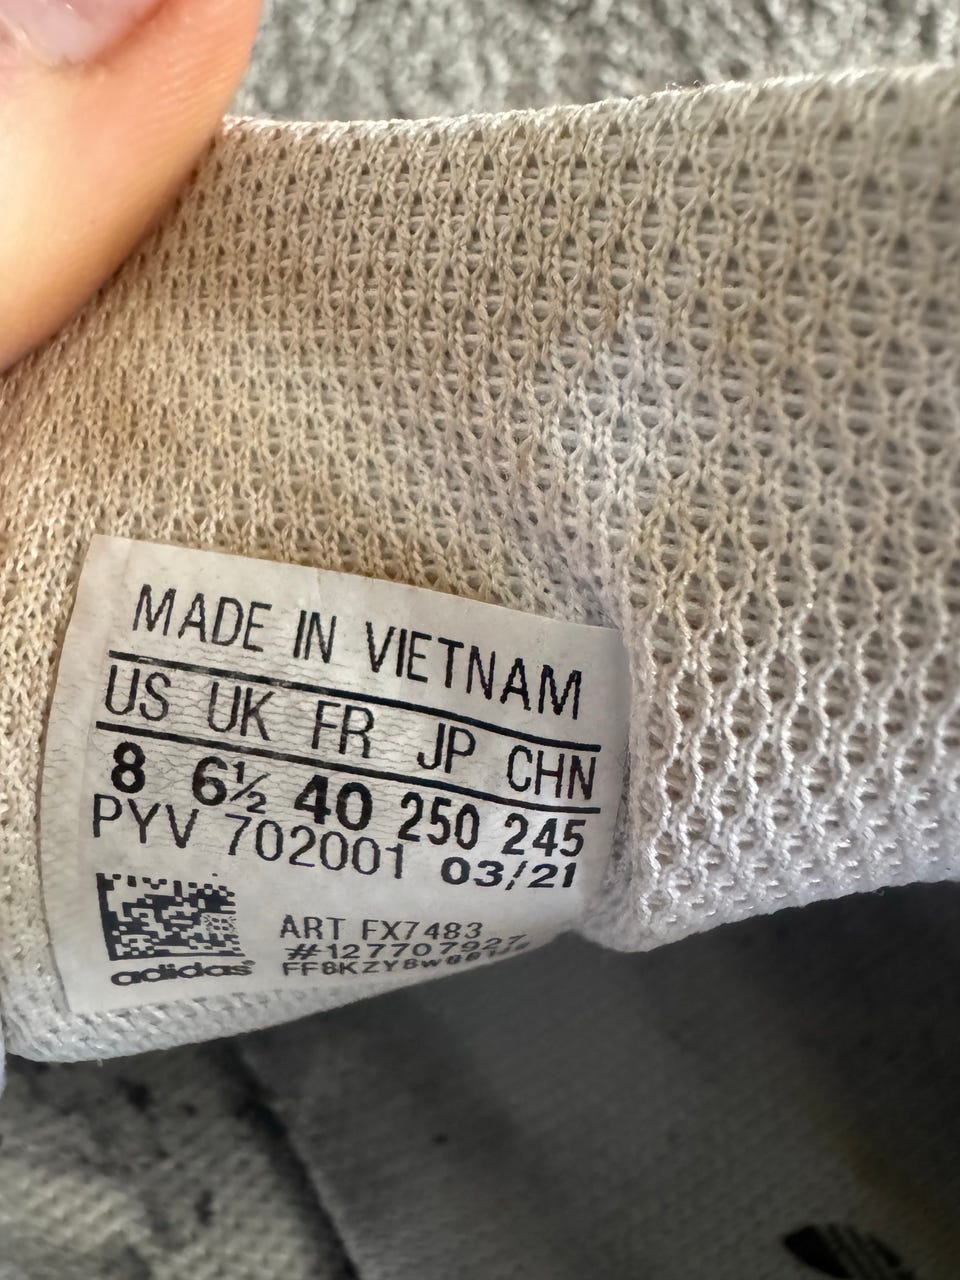 MADE IN VIETNAM
US UK FR JP CHN
8 6½ 40 250 245
PYV 702001 03/21
ART FX7483
#127707927
adidas